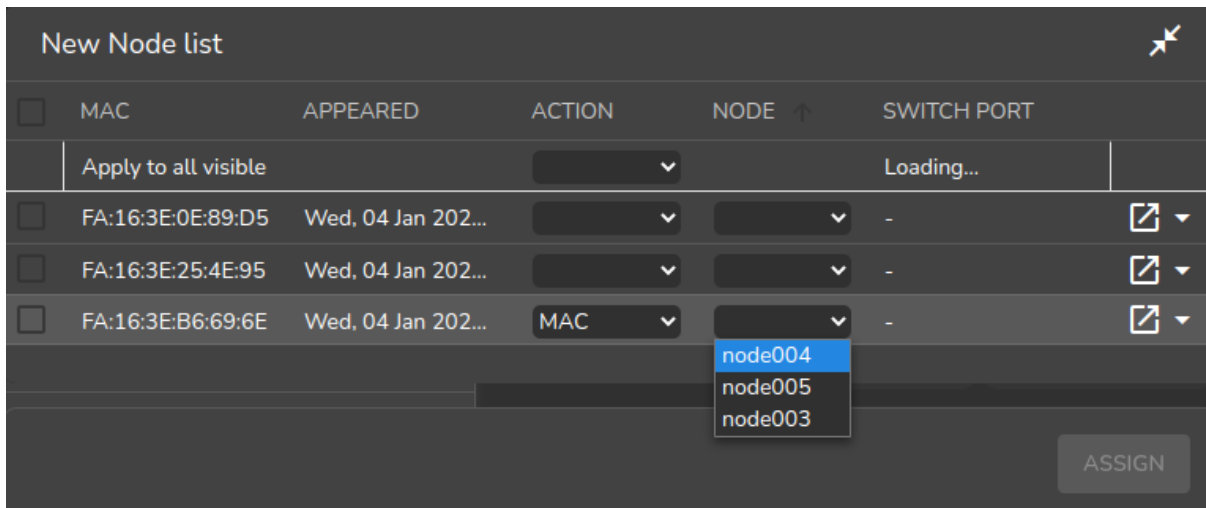 New Node list
MAC APPEARED ACTION NODE SWITCH PORT
Apply to all visible Loading...
FA:16:3E:0E:89:D5 Wed, 04 Jan 202... -
FA:16:3E:25:4E:95 Wed, 04 Jan 202... -
FA:16:3E:B6:69:6E Wed, 04 Jan 202... MAC -
node004
node005
node003
ASSIGN